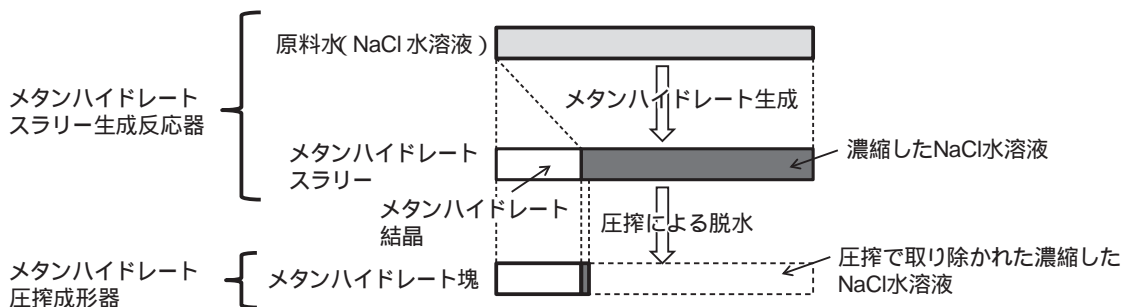 原料水(NaCl 水溶液)
メタンハイドレート
スラリー生成反応器
メタンハイドレート生成
メタンハイドレート
スラリー
濃縮したNaCl水溶液
メタンハイドレート
結晶
圧搾による脱水
メタンハイドレート
圧搾成形器
メタンハイドレート塊
圧搾で取り除かれた濃縮した
NaCl水溶液